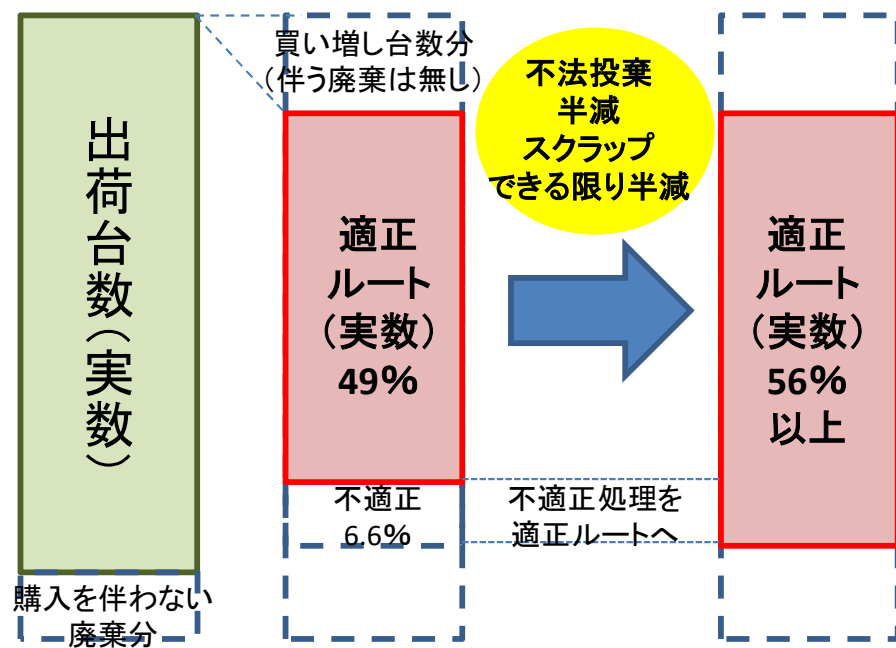 出荷台数（実数）
購入を伴わない
廃棄分
買い増し台数分
（伴う廃棄は無し）
適正
ルート
（実数）
49%
不適正
6.6%
不法投棄
半減
スクラップ
できる限り半減
不適正処理を
適正ルートへ
適正
ルート
（実数）
56%
以上